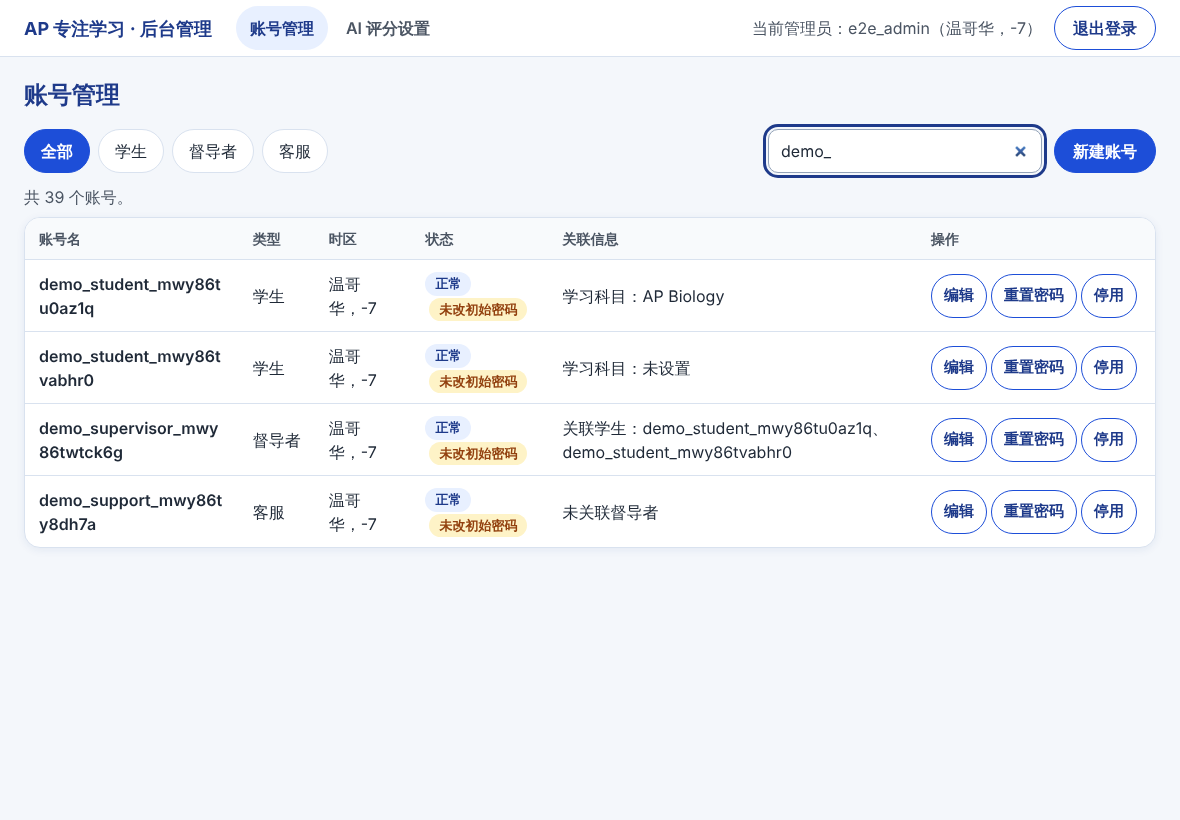 AP 专注学习 · 后台管理 账号管理 AI 评分设置 当前管理员：e2e_admin（温哥华，-7） 退出登录
账号管理
全部 学生 督导者 客服 demo_ × 新建账号
共 39 个账号。
账号名 类型 时区 状态 关联信息 操作
demo_student_mwy86t
u0az1q
学生
温哥
华，-7
正常
未改初始密码
学习科目：AP Biology
编辑 重置密码 停用
demo_student_mwy86t
vabhr0
学生
温哥
华，-7
正常
未改初始密码
学习科目：未设置
编辑 重置密码 停用
demo_supervisor_mwy
86twtck6g
督导者
温哥
华，-7
正常
未改初始密码
关联学生：demo_student_mwy86tu0az1q、
demo_student_mwy86tvabhr0
编辑 重置密码 停用
demo_support_mwy86t
y8dh7a
客服
温哥
华，-7
正常
未改初始密码
未关联督导者
编辑 重置密码 停用